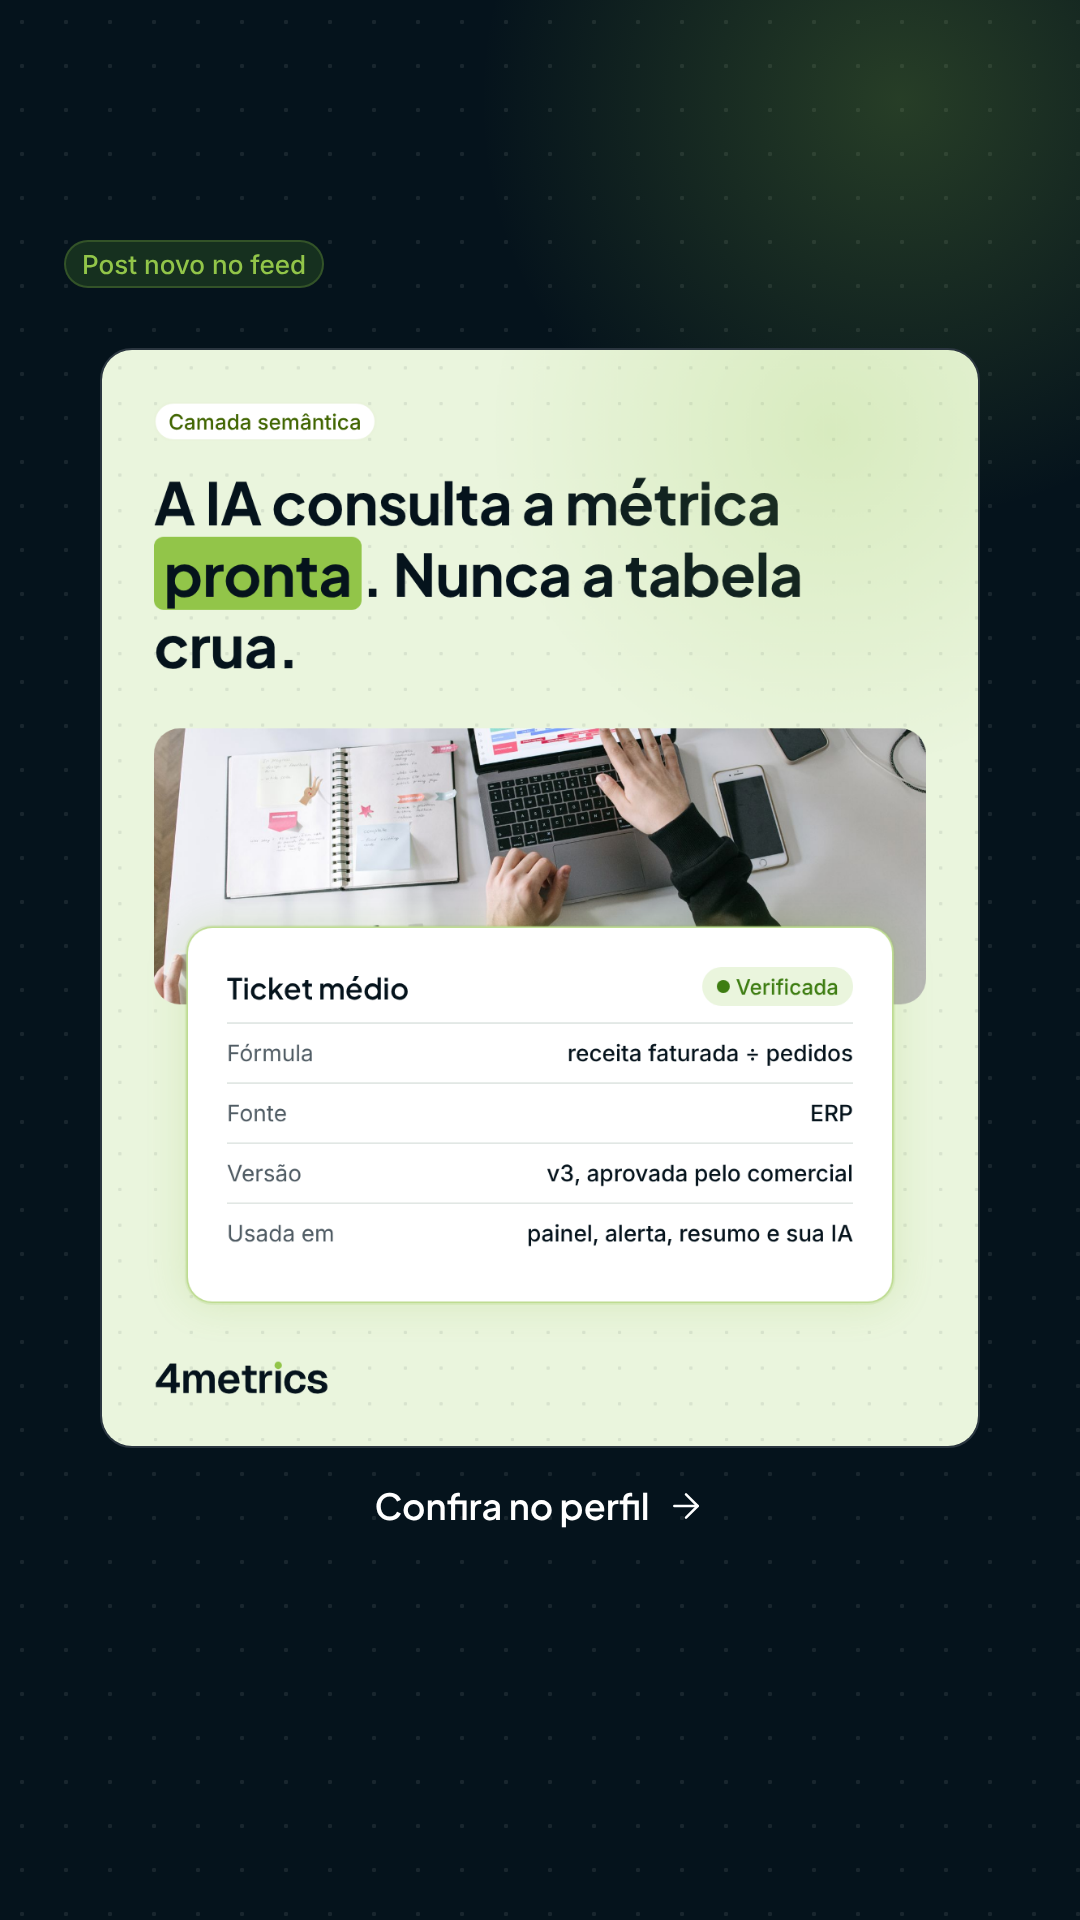 Post novo no feed
Camada semântica
A IA consulta a métrica
pronta. Nunca a tabela
crua.
Ticket médio
Verificada
Fórmula
receita faturada ÷ pedidos
Fonte
ERP
Versão
v3, aprovada pelo comercial
Usada em
painel, alerta, resumo e sua IA
4metrics
Confira no perfil →